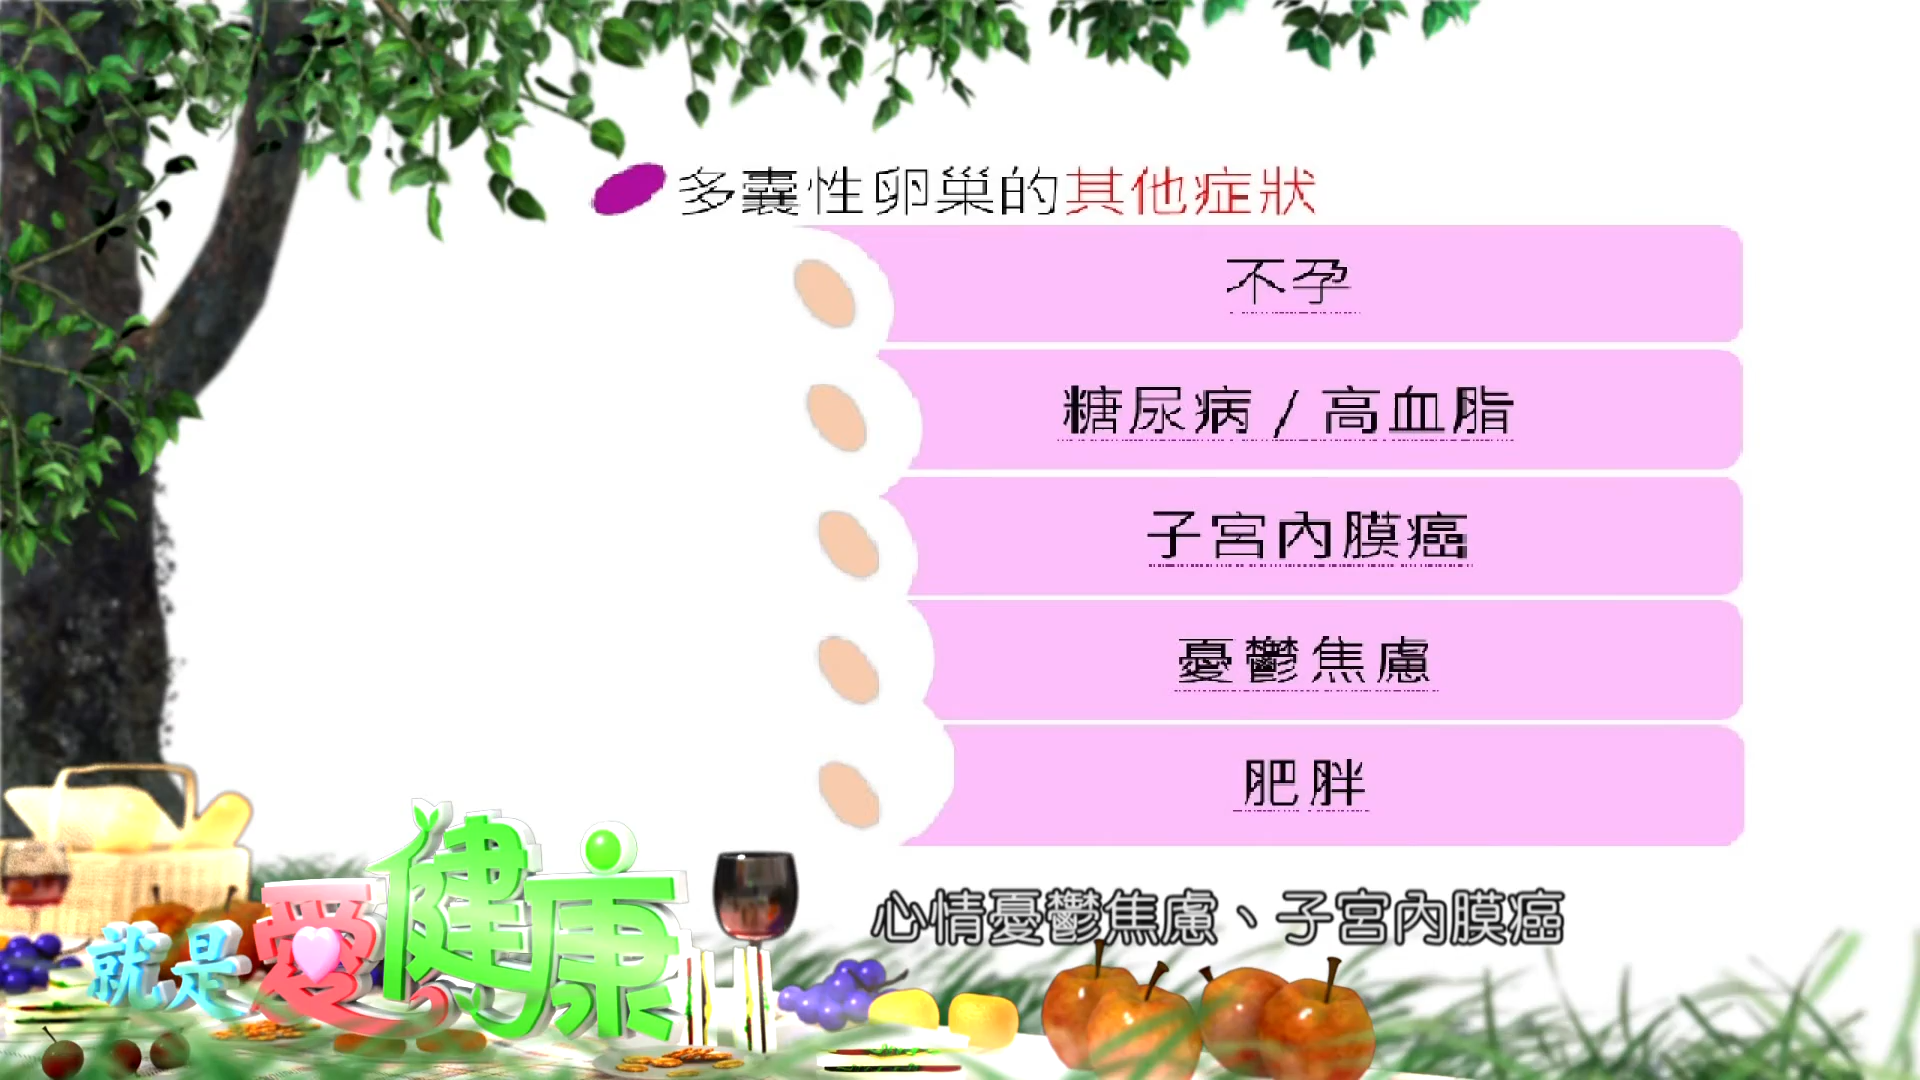 多囊性卵巢的其他症狀
不孕
糖尿病 / 高血脂
子宮內膜癌
憂鬱焦慮
肥胖
心情憂鬱焦慮、子宮內膜癌
就是愛健康